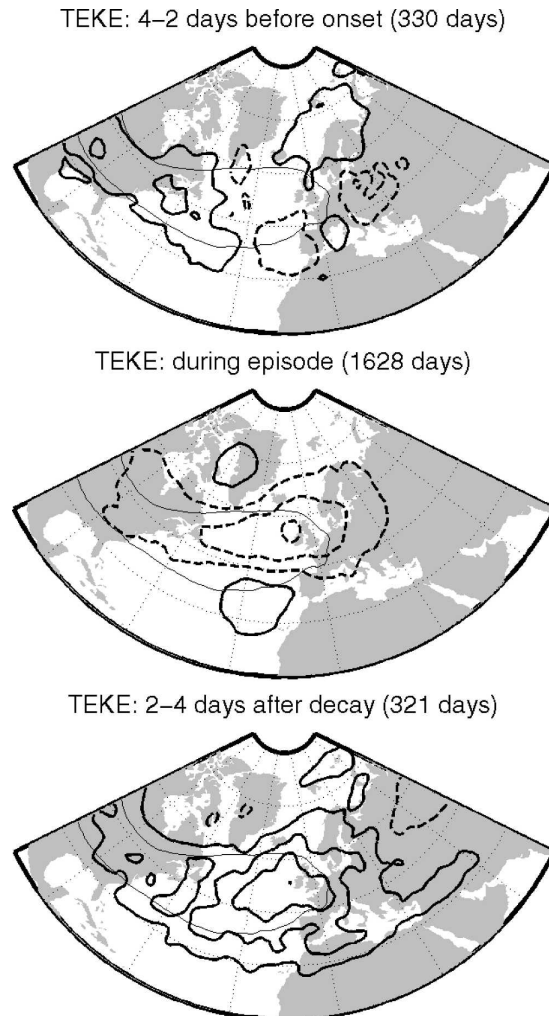 TEKE: 4–2 days before onset (330 days)
TEKE: during episode (1628 days)
TEKE: 2–4 days after decay (321 days)